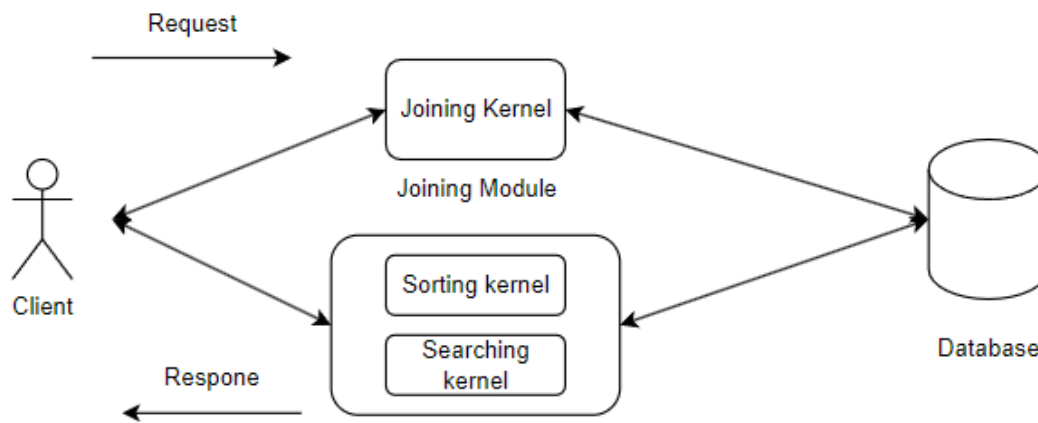 Request
Joining Kernel
Joining Module
Client
Sorting kernel
Searching
kernel
Database
Respone